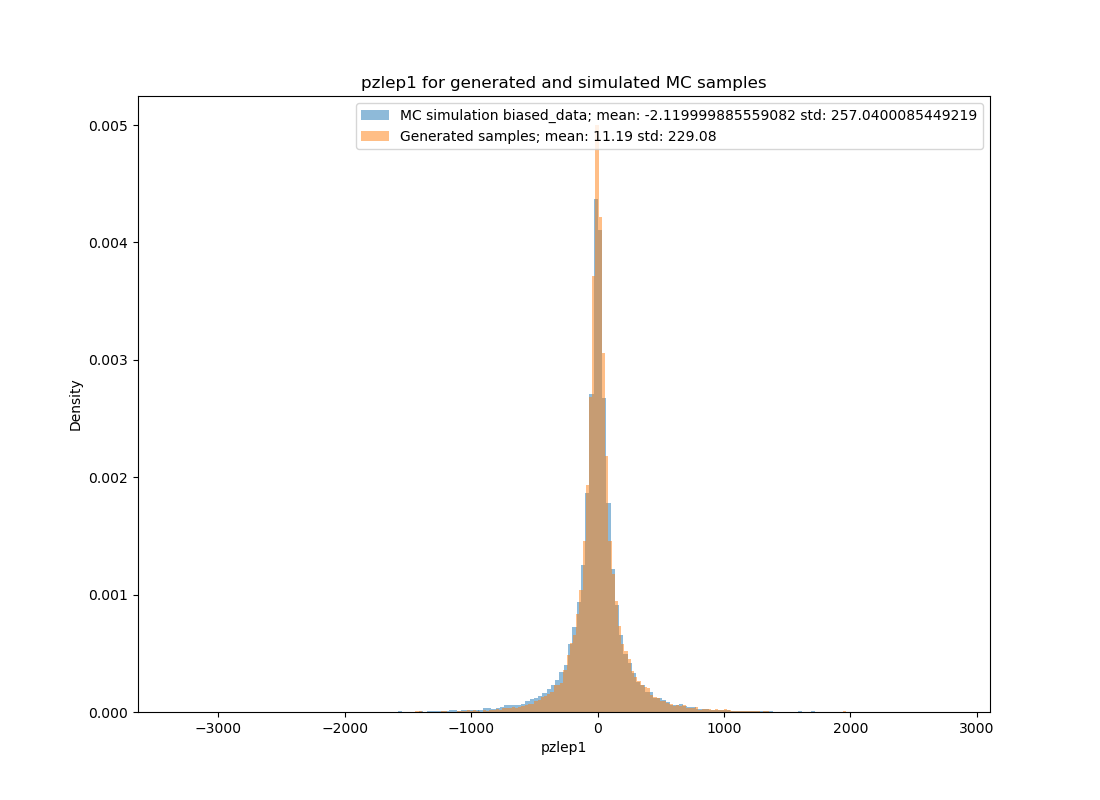 pzlep1 for generated and simulated MC samples
MC simulation biased_data; mean: -2.119999885559082 std: 257.0400085449219
Generated samples; mean: 11.19 std: 229.08
0.005
0.004
0.003
0.002
0.001
0.000
Density
−3000 −2000 −1000 0 1000 2000 3000
pzlep1